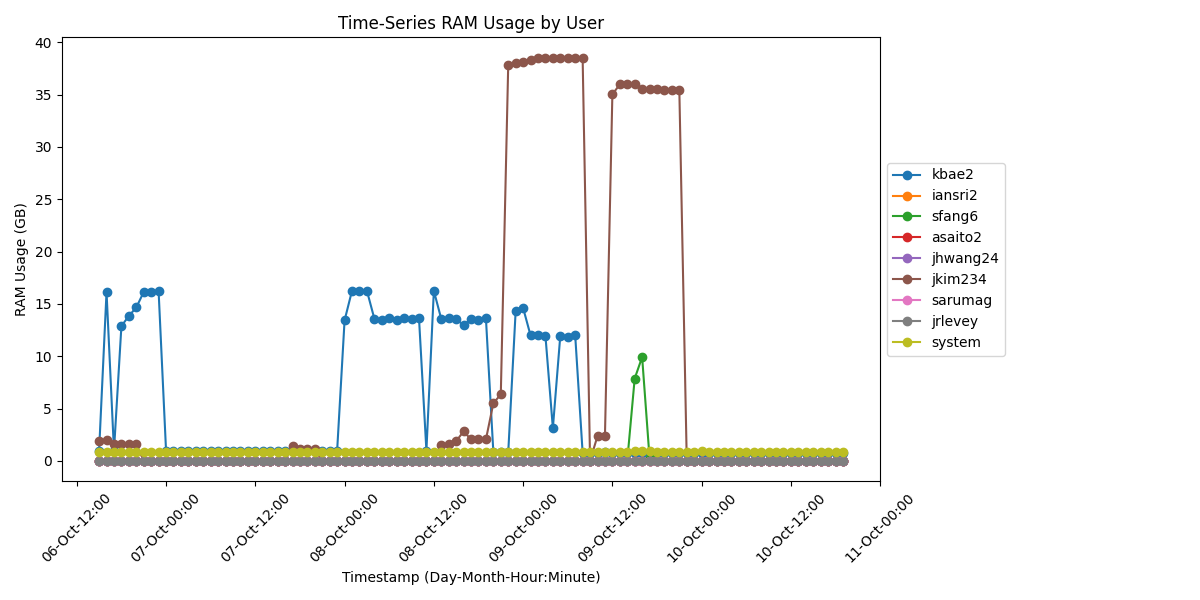 Time-Series RAM Usage by User
RAM Usage (GB)
40
35
30
25
20
15
10
5
0
06-Oct-12:00
07-Oct-00:00
07-Oct-12:00
08-Oct-00:00
08-Oct-12:00
09-Oct-00:00
09-Oct-12:00
10-Oct-00:00
10-Oct-12:00
11-Oct-00:00
Timestamp (Day-Month-Hour:Minute)
kbae2
iansri2
sfang6
asaito2
jhwang24
jkim234
sarumag
jrlevey
system